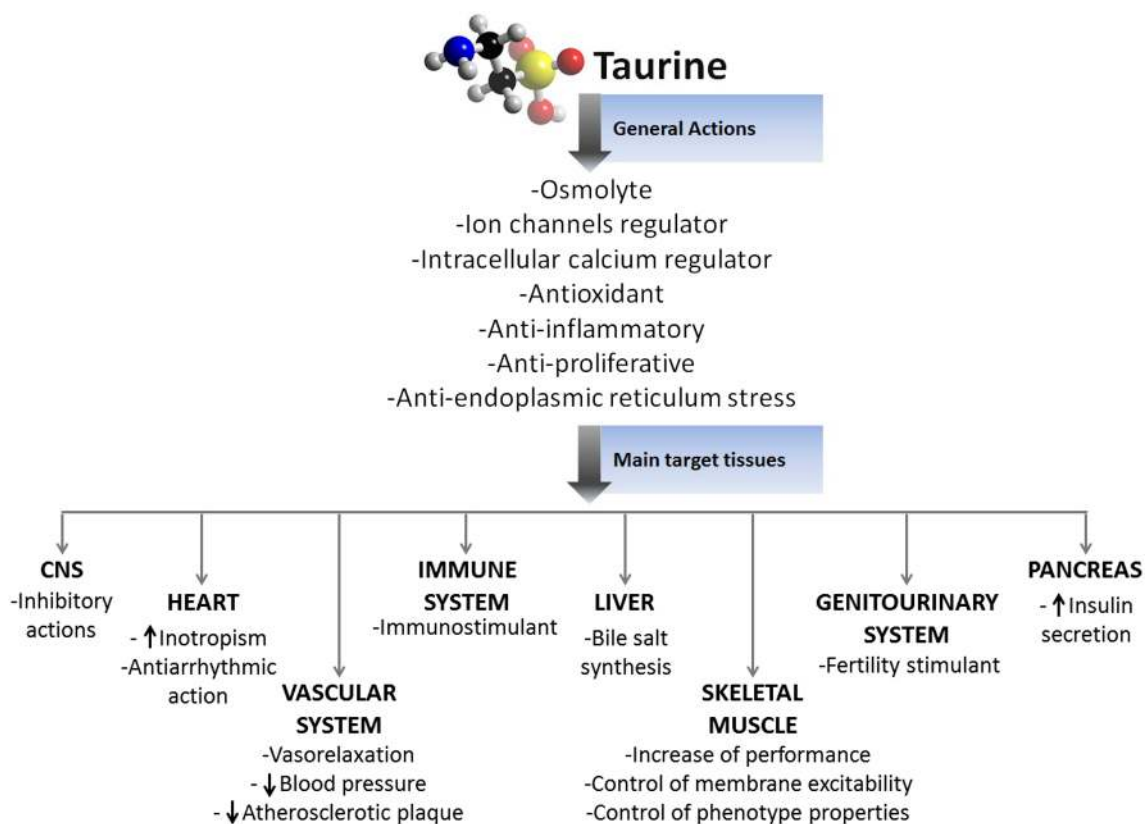 Taurine
General Actions
-Osmolyte
-Ion channels regulator
-Intracellular calcium regulator
-Antioxidant
-Anti-inflammatory
-Anti-proliferative
-Anti-endoplasmic reticulum stress
Main target tissues
CNS
-Inhibitory
actions
HEART
- ↑Inotropism
-Antiarrhythmic
action
VASCULAR
SYSTEM
-Vasorelaxation
- ↓Blood pressure
- ↓Atherosclerotic plaque
IMMUNE
SYSTEM
-Immunostimulant
LIVER
-Bile salt
synthesis
SKELETAL
MUSCLE
-Increase of performance
-Control of membrane excitability
-Control of phenotype properties
GENITOURINARY
SYSTEM
-Fertility stimulant
PANCREAS
- ↑Insulin
secretion